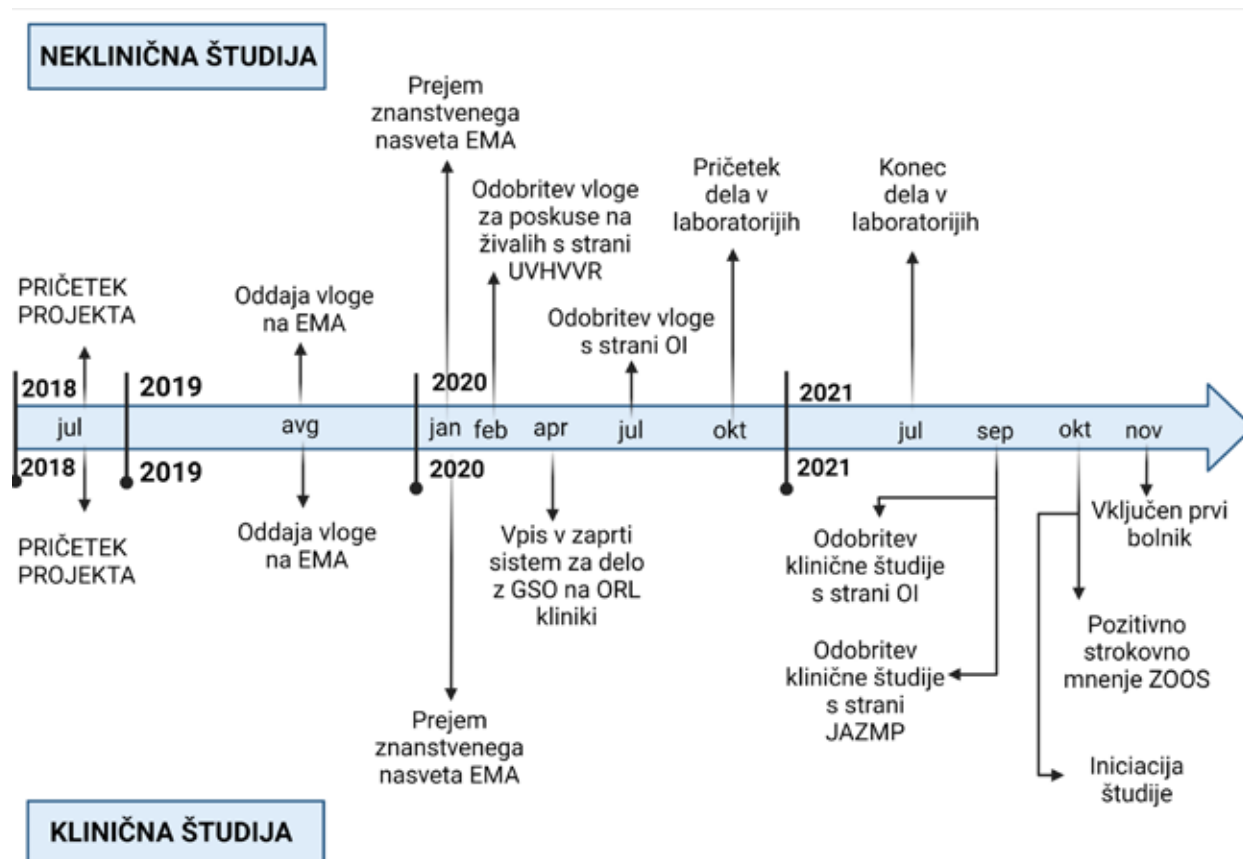 NEKLINIČNA ŠTUDIJA
Prejem
znanstvenega
nasveta EMA
Odobritev vloge
za poskuse na
živalih s strani
UVHVVR
Pričetek
dela v
laboratorijih
Konec
dela v
laboratorijih
PRIČETEK
PROJEKTA
Oddaja vloge
na EMA
Odobritev vloge
s strani OI
2018
2019
2020
2021
jul
avg
jan
feb
apr
jul
okt
jul
sep
okt
nov
2018
2019
2020
2021
PRIČETEK
PROJEKTA
Oddaja vloge
na EMA
Prejem
znanstvenega
nasveta EMA
Vpis v zaprti
sistem za delo
z GSO na ORL
kliniki
Odobritev
klinične študije
s strani OI
Odobritev
klinične študije
s strani
JAZMP
Vključen prvi
bolnik
Pozitivno
strokovno
mnenje ZOOS
Iniciacija
študije
KLINIČNA ŠTUDIJA